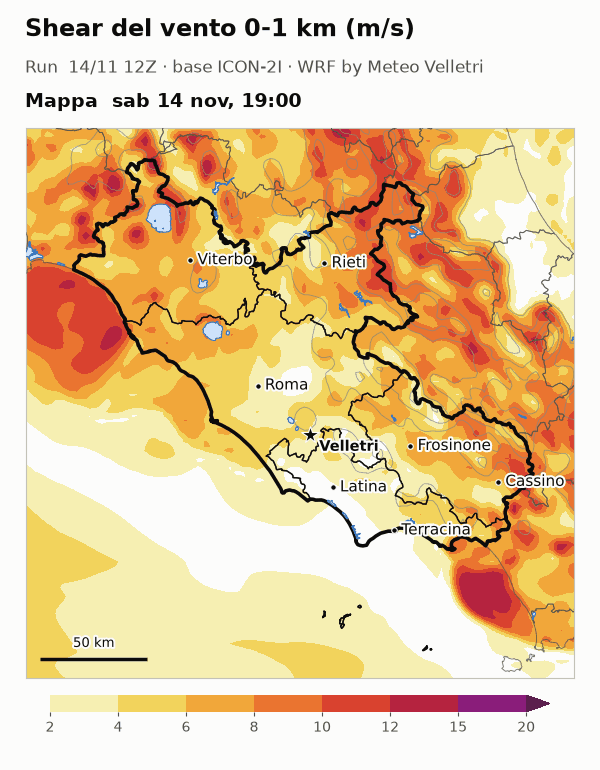 Shear del vento 0-1 km (m/s)
Run  14/11 12Z · base ICON-2I · WRF by Meteo Velletri
Mappa  sab 14 nov, 19:00
Viterbo
Rieti
Roma
Velletri
Frosinone
Cassino
Latina
Terracina
50 km
2 4 6 8 10 12 15 20